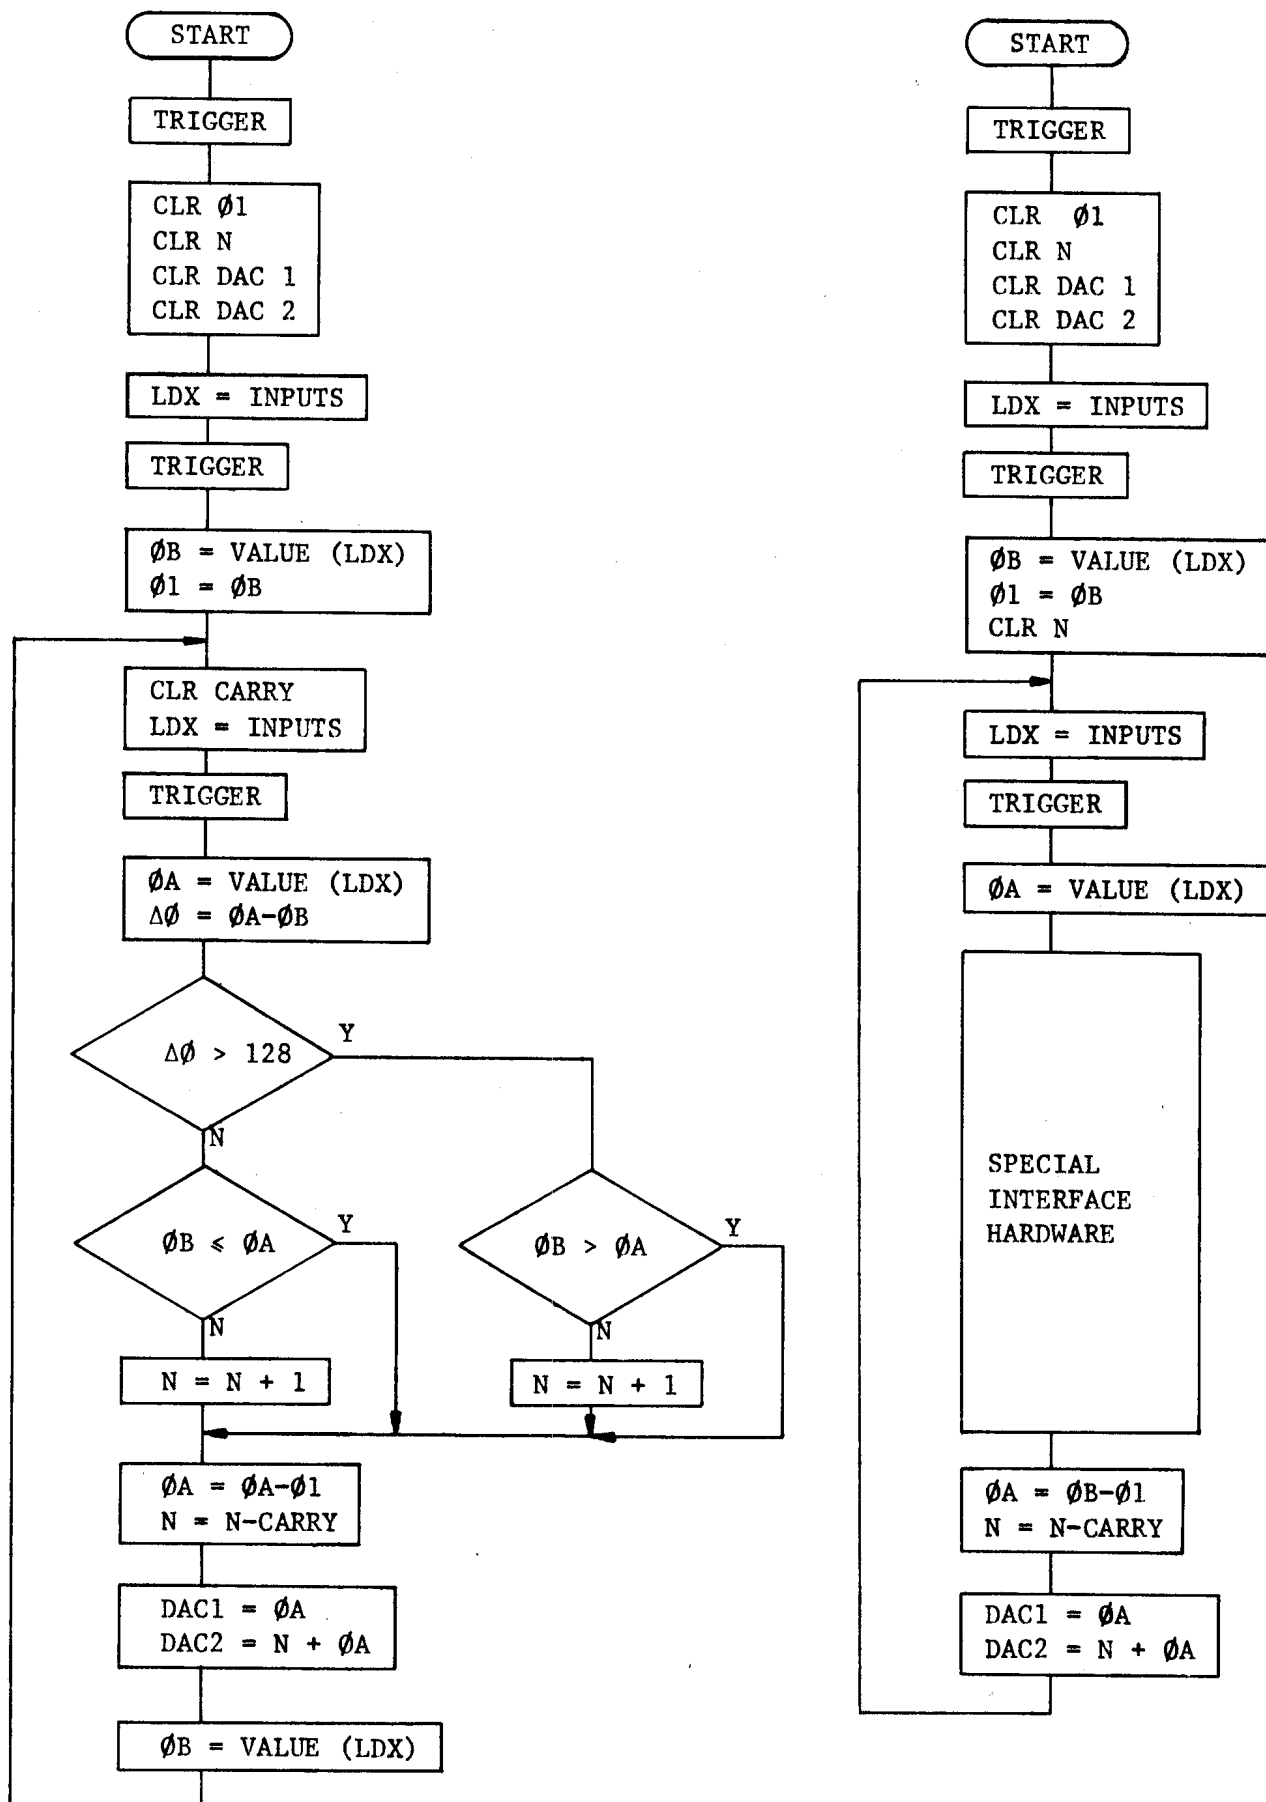 START
TRIGGER
CLR Ø1
CLR N
CLR DAC 1
CLR DAC 2
LDX = INPUTS
TRIGGER
ØB = VALUE (LDX)
Ø1 = ØB
CLR CARRY
LDX = INPUTS
TRIGGER
ØA = VALUE (LDX)
ΔØ = ØA-ØB
ΔØ > 128
Y
N
ØB ≤ ØA
Y
N
N = N + 1
ØB > ØA
Y
N
N = N + 1
ØA = ØA-Ø1
N = N-CARRY
DAC1 = ØA
DAC2 = N + ØA
ØB = VALUE (LDX)
START
TRIGGER
CLR Ø1
CLR N
CLR DAC 1
CLR DAC 2
LDX = INPUTS
TRIGGER
ØB = VALUE (LDX)
Ø1 = ØB
CLR N
LDX = INPUTS
TRIGGER
ØA = VALUE (LDX)
SPECIAL
INTERFACE
HARDWARE
ØA = ØB-Ø1
N = N-CARRY
DAC1 = ØA
DAC2 = N + ØA